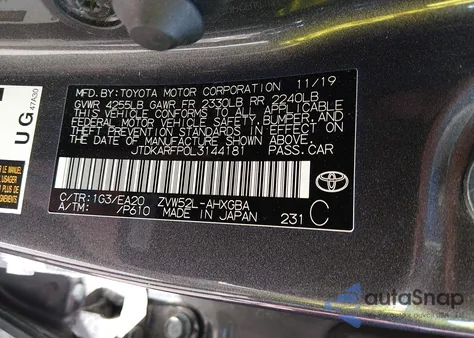 MFD. BY: TOYOTA MOTOR CORPORATION 11/19
GVWR 4255LB GAWR FR 2330LB RR 2240LB
THIS VEHICLE CONFORMS TO ALL APPLICABLE
FEDERAL MOTOR VEHICLE SAFETY, BUMPER, AND
THEFT PREVENTION STANDARDS IN EFFECT ON
THE DATE OF MANUFACTURE SHOWN ABOVE.
JTDKARFP0L3144181 PASS.CAR
C/TR: 1G3/EA20 ZVW52L-AHXGBA
A/TM: /P610 MADE IN JAPAN 231 C
UG 47A30
autoSnap